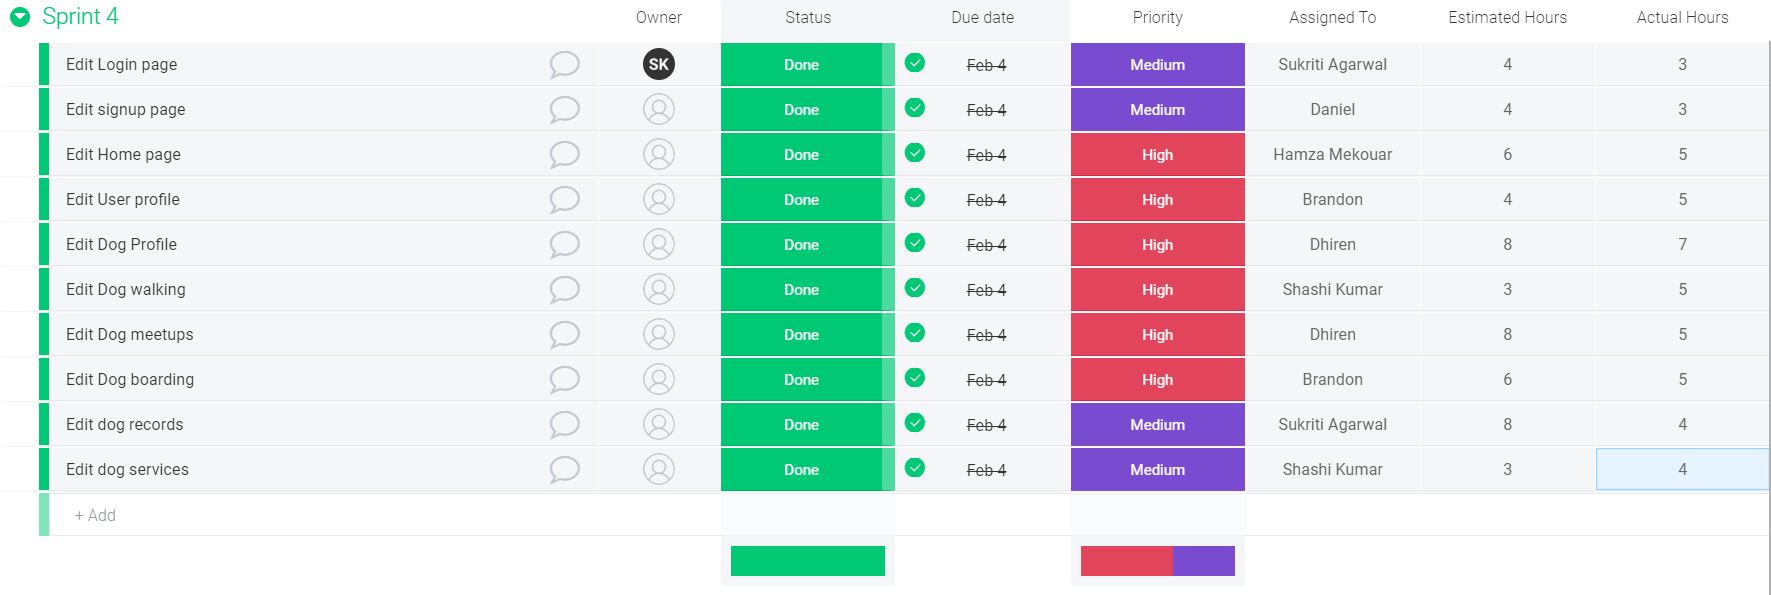 Sprint 4 Owner Status Due date Priority Assigned To Estimated Hours Actual Hours
Edit Login page SK Done Feb 4 Medium Sukriti Agarwal 4 3
Edit signup page Done Feb 4 Medium Daniel 4 3
Edit Home page Done Feb 4 High Hamza Mekouar 6 5
Edit User profile Done Feb 4 High Brandon 4 5
Edit Dog Profile Done Feb 4 High Dhiren 8 7
Edit Dog walking Done Feb 4 High Shashi Kumar 3 5
Edit Dog meetups Done Feb 4 High Dhiren 8 5
Edit Dog boarding Done Feb 4 High Brandon 6 5
Edit dog records Done Feb 4 Medium Sukriti Agarwal 8 4
Edit dog services Done Feb 4 Medium Shashi Kumar 3 4
+ Add